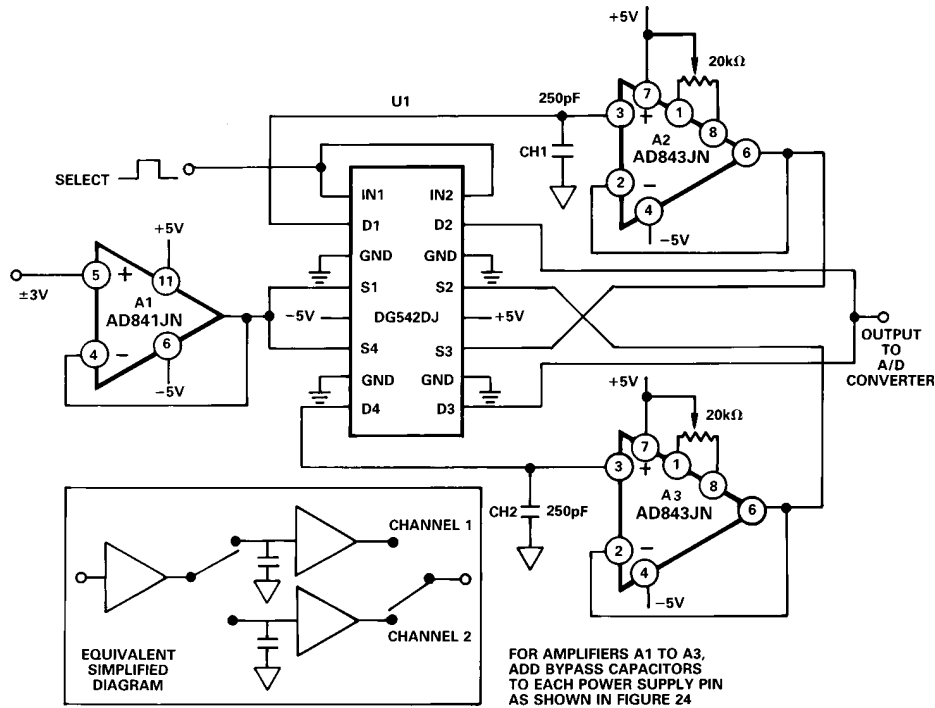 +5V
20kΩ
U1
250pF
3
+
7
1
8
6
A2
AD843JN
CH1
2
−
4
−5V
SELECT
IN1
IN2
D1
D2
GND
GND
+5V
5
+
11
±3V
A1
AD841JN
4
−
6
−5V
S1
S2
−5V
DG542DJ
+5V
S4
S3
GND
GND
D4
D3
OUTPUT
TO
A/D
CONVERTER
+5V
20kΩ
3
+
7
1
8
6
A3
AD843JN
CH2
250pF
2
−
4
−5V
CHANNEL 1
CHANNEL 2
EQUIVALENT
SIMPLIFIED
DIAGRAM
FOR AMPLIFIERS A1 TO A3,
ADD BYPASS CAPACITORS
TO EACH POWER SUPPLY PIN
AS SHOWN IN FIGURE 24